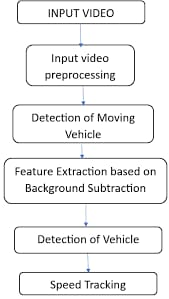 INPUT VIDEO
Input video
preprocessing
Detection of Moving
Vehicle
Feature Extraction based on
Background Subtraction
Detection of Vehicle
Speed Tracking